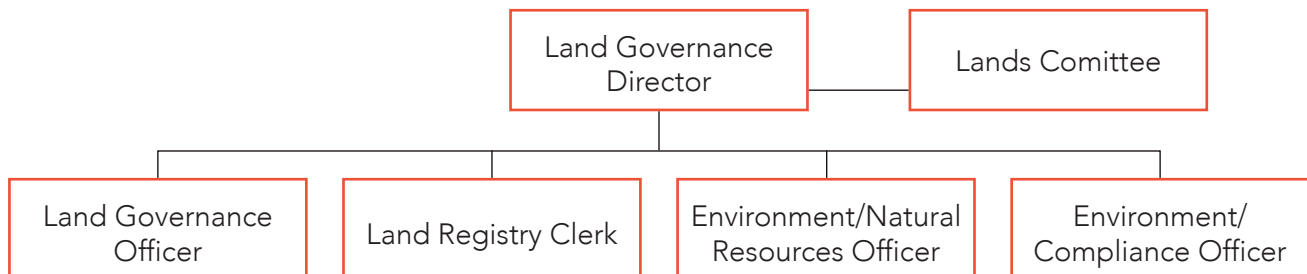 Land Governance
Director
Lands Comittee
Land Governance
Officer
Land Registry Clerk
Environment/Natural
Resources Officer
Environment/
Compliance Officer